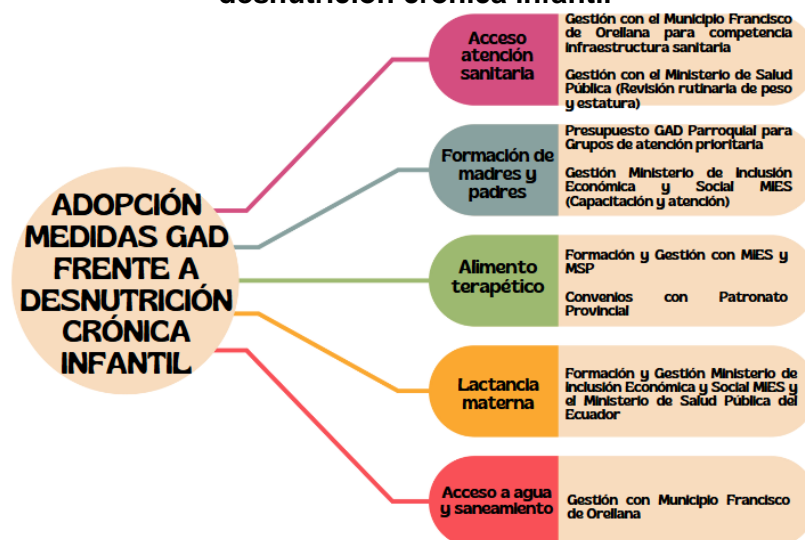 desnutrición crónica infantil
ADOPCIÓN
MEDIDAS GAD
FRENTE A
DESNUTRICIÓN
CRÓNICA
INFANTIL
Acceso
atención
sanitaria
Gestión con el Municipio Francisco
de Orellana para competencia
infraestructura sanitaria
Gestión con el Ministerio de Salud
Pública (Revisión rutinaria de peso
y estatura)
Formación de
madres y
padres
Presupuesto GAD Parroquial para
Grupos de atención prioritaria
Gestión Ministerio de Inclusión
Económica y Social MIES
(Capacitación y atención)
Alimento
terapético
Formación y Gestión con MIES y
MSP
Convenios con Patronato
Provincial
Lactancia
materna
Formación y Gestión Ministerio de
Inclusión Económica y Social MIES y
el Ministerio de Salud Pública del
Ecuador
Acceso a agua
y saneamiento
Gestión con Municipio Francisco
de Orellana